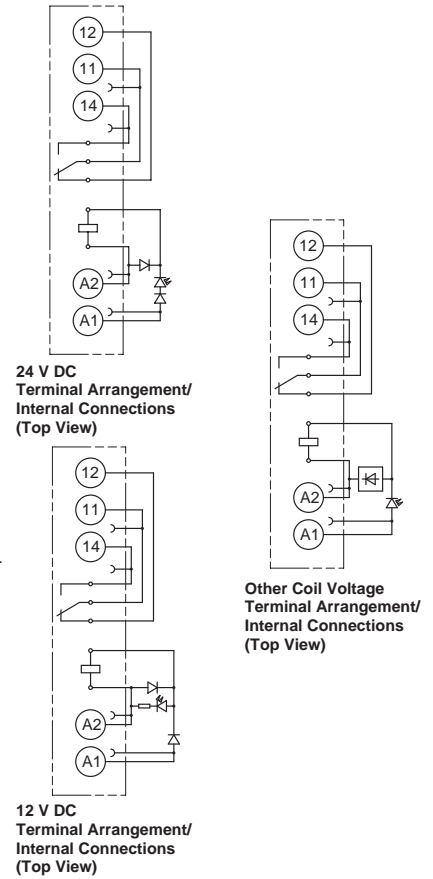 12
11
14
A2
A1
24 V DC
Terminal Arrangement/
Internal Connections
(Top View)
12
11
14
A2
A1
12 V DC
Terminal Arrangement/
Internal Connections
(Top View)
12
11
14
A2
A1
Other Coil Voltage
Terminal Arrangement/
Internal Connections
(Top View)